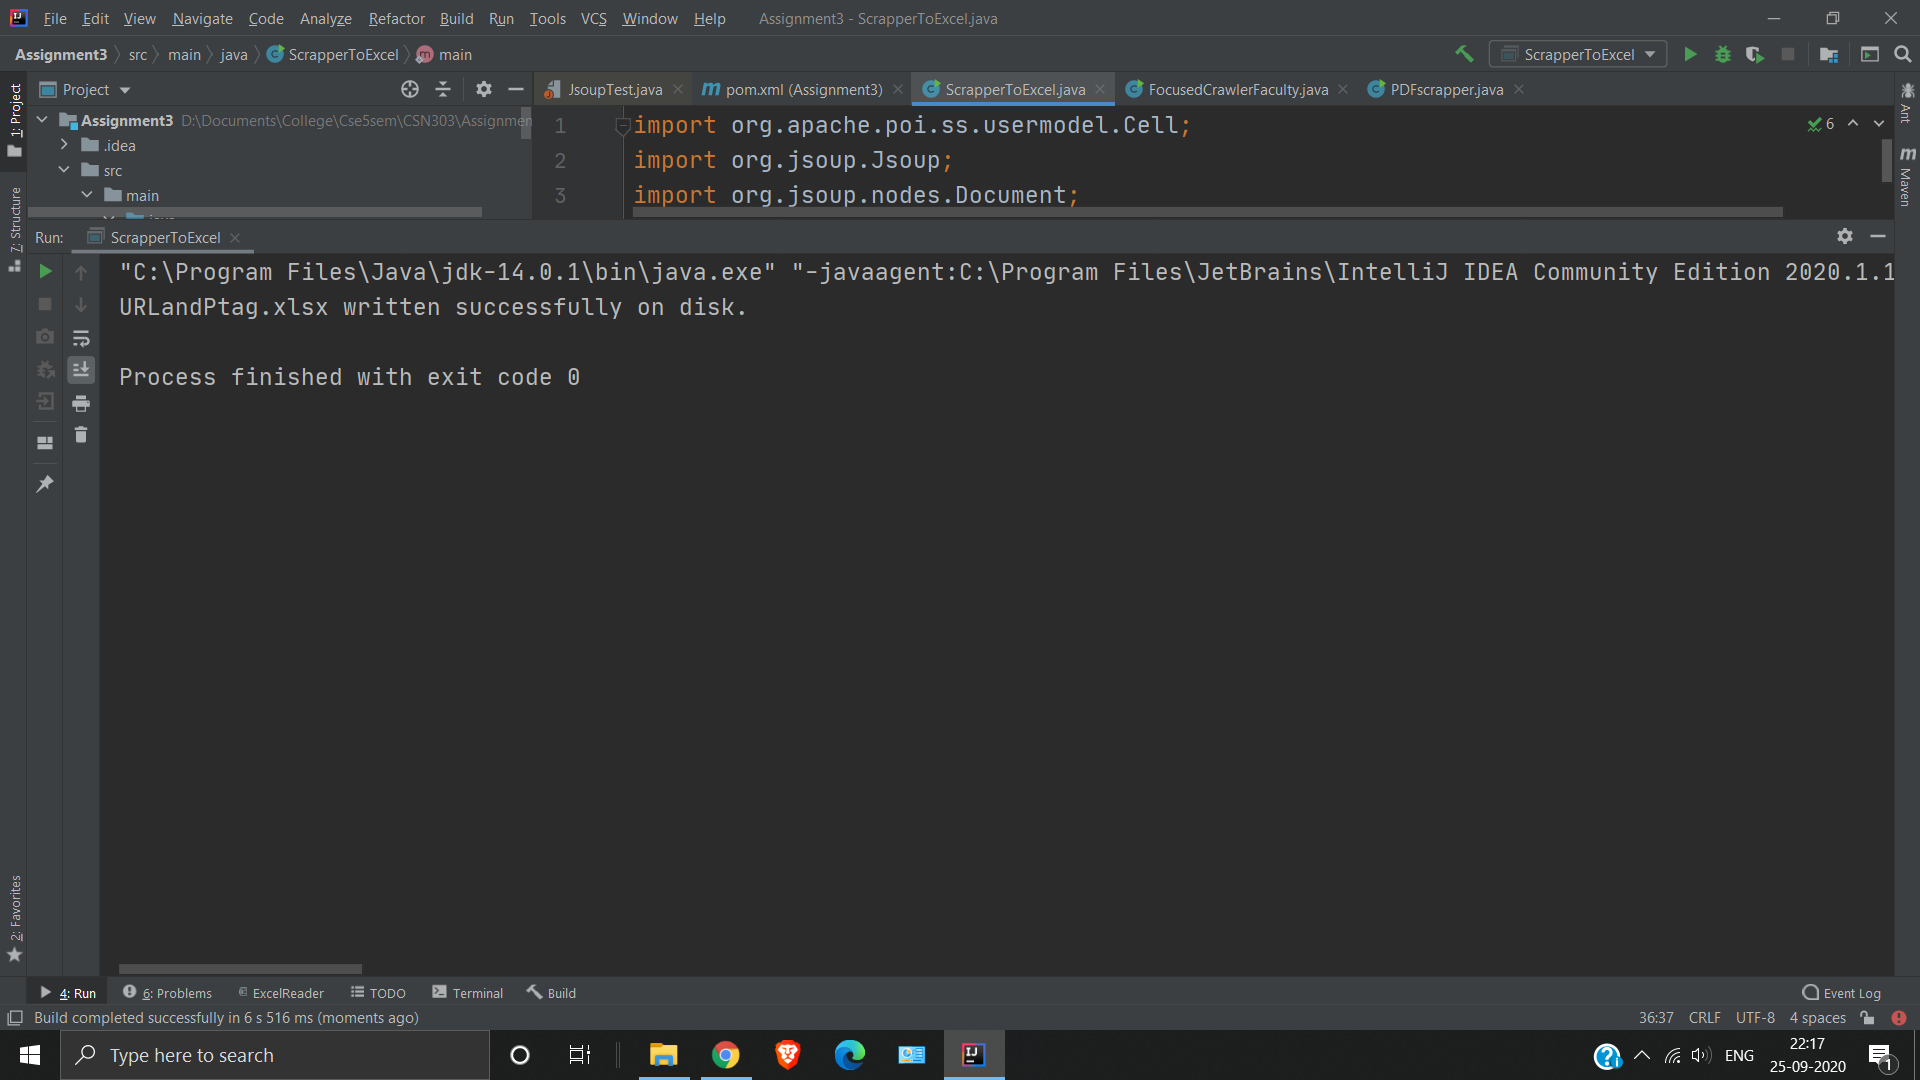 File Edit View Navigate Code Analyze Refactor Build Run Tools VCS Window Help Assignment3 - ScrapperToExcel.java
Assignment3 src main java ScrapperToExcel main ScrapperToExcel
1: Project
Project
JsoupTest.java pom.xml (Assignment3) ScrapperToExcel.java FocusedCrawlerFaculty.java PDFscrapper.java
Ant
Assignment3 D:\Documents\College\Cse5sem\CSN303\Assignmen
.idea
src
main
1 import org.apache.poi.ss.usermodel.Cell;
2 import org.jsoup.Jsoup;
3 import org.jsoup.nodes.Document;
6
Maven
7: Structure
Run: ScrapperToExcel
"C:\Program Files\Java\jdk-14.0.1\bin\java.exe" "-javaagent:C:\Program Files\JetBrains\IntelliJ IDEA Community Edition 2020.1.1
URLandPtag.xlsx written successfully on disk.
Process finished with exit code 0
2: Favorites
4: Run 6: Problems ExcelReader TODO Terminal Build Event Log
Build completed successfully in 6 s 516 ms (moments ago) 36:37 CRLF UTF-8 4 spaces
Type here to search
ENG
22:17
25-09-2020
1